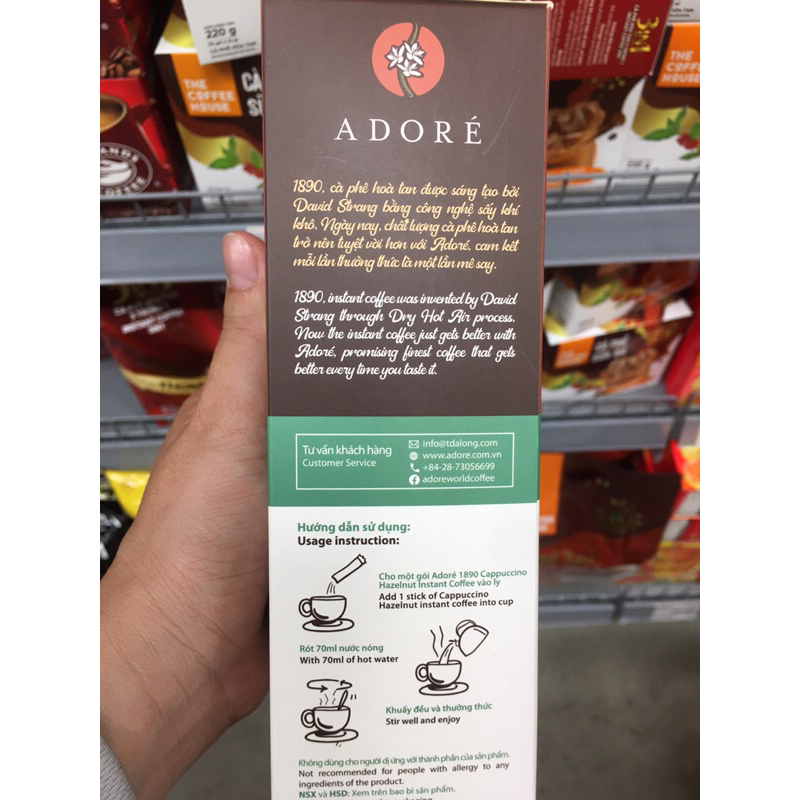 220 g
THE
COFFEE
HOUSE
3IN1
ADORÉ
1890, cà phê hoà tan được sáng tạo bởi
David Strang bằng công nghệ sấy khí
khô. Ngày nay, chất lượng cà phê hoà tan
trở nên tuyệt vời hơn với Adoré, cam kết
mỗi lần thưởng thức là một lần mê say.
1890, instant coffee was invented by David
Strang through Dry Hot Air process.
Now the instant coffee just gets better with
Adoré, promising finest coffee that gets
better every time you taste it.
Tư vấn khách hàng
Customer Service
info@tdalong.com
www.adore.com.vn
+84-28-73056699
adoreworldcoffee
Hướng dẫn sử dụng:
Usage instruction:
Cho một gói Adoré 1890 Cappuccino
Hazelnut Instant Coffee vào ly
Add 1 stick of Cappuccino
Hazelnut instant coffee into cup
Rót 70ml nước nóng
With 70ml of hot water
Khuấy đều và thưởng thức
Stir well and enjoy
Không dùng cho người dị ứng với thành phần của sản phẩm.
Not recommended for people with allergy to any
ingredients of the product.
NSX và HSD: Xem trên bao bì sản phẩm.